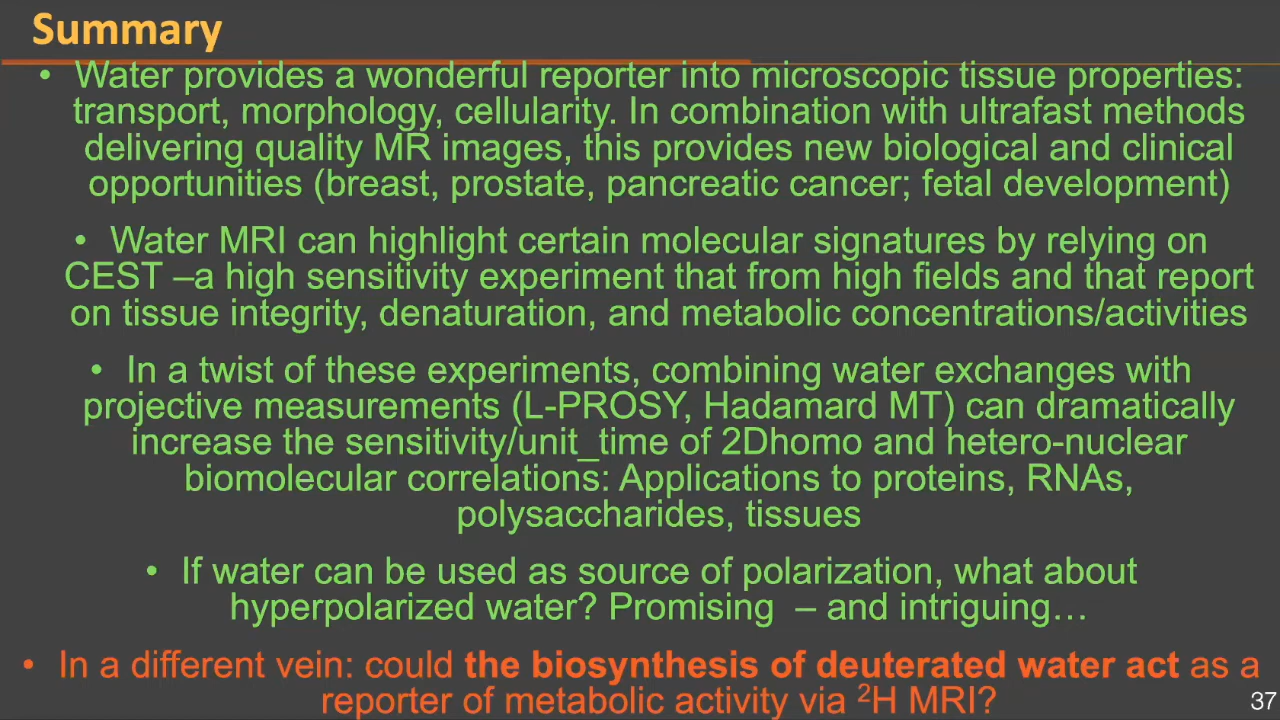 Summary
• Water provides a wonderful reporter into microscopic tissue properties:
transport, morphology, cellularity. In combination with ultrafast methods
delivering quality MR images, this provides new biological and clinical
opportunities (breast, prostate, pancreatic cancer; fetal development)
• Water MRI can highlight certain molecular signatures by relying on
CEST –a high sensitivity experiment that from high fields and that report
on tissue integrity, denaturation, and metabolic concentrations/activities
• In a twist of these experiments, combining water exchanges with
projective measurements (L-PROSY, Hadamard MT) can dramatically
increase the sensitivity/unit_time of 2Dhomo and hetero-nuclear
biomolecular correlations: Applications to proteins, RNAs,
polysaccharides, tissues
• If water can be used as source of polarization, what about
hyperpolarized water? Promising – and intriguing…
• In a different vein: could the biosynthesis of deuterated water act as a
reporter of metabolic activity via ²H MRI?
37